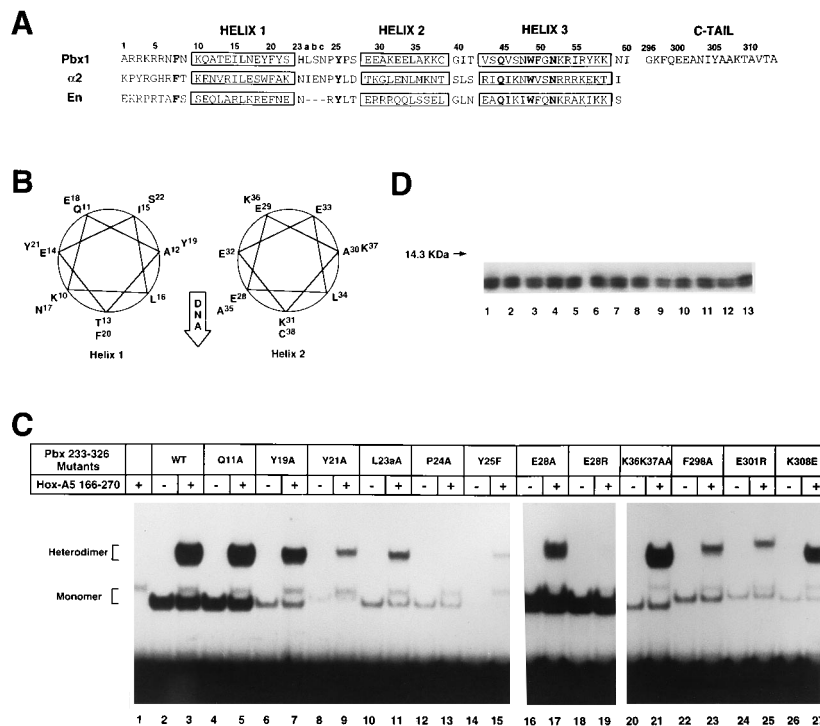 A
HELIX 1 HELIX 2 HELIX 3 C-TAIL
1 5 10 15 20 23 a b c 25 30 35 40 45 50 55 60 296 300 305 310
Pbx1 ARRKRRNFN KQATEILNEYFYS HLSNPYPS EEAKEELAKKC GIT VSQVSNWFGNKRIRYKK NI GKFQEEANIYAAKTAVTA
α2 KPYRGHRFT KENVRILESWFAK NIENPYLD TKGLENLMKNT SLS RIQIKNWVSNRRRKEKT I
En EKRPRTAFS SEQLARLKREFNE N---RYLT EPRRQQLSSEL GLN EAQIKIWFQNKRAKIKK S
B
E18 Q11 S22 I15
Y21 E14 A12 Y19
K10 N17 L16
T13 F20
Helix 1
DNA
K36 E29 E33
E32 A30 K37
E28 A35 L34
K31 C38
Helix 2
D
14.3 KDa →
1 2 3 4 5 6 7 8 9 10 11 12 13
C
Pbx 233-326 Mutants WT Q11A Y19A Y21A L23aA P24A Y25F E28A E28R K36K37AA F298A E301R K308E
Hox-A5 166-270 + - + - + - + - + - + - + - + - + - + - + - + - + - +
Heterodimer
Monomer
1 2 3 4 5 6 7 8 9 10 11 12 13 14 15 16 17 18 19 20 21 22 23 24 25 26 27